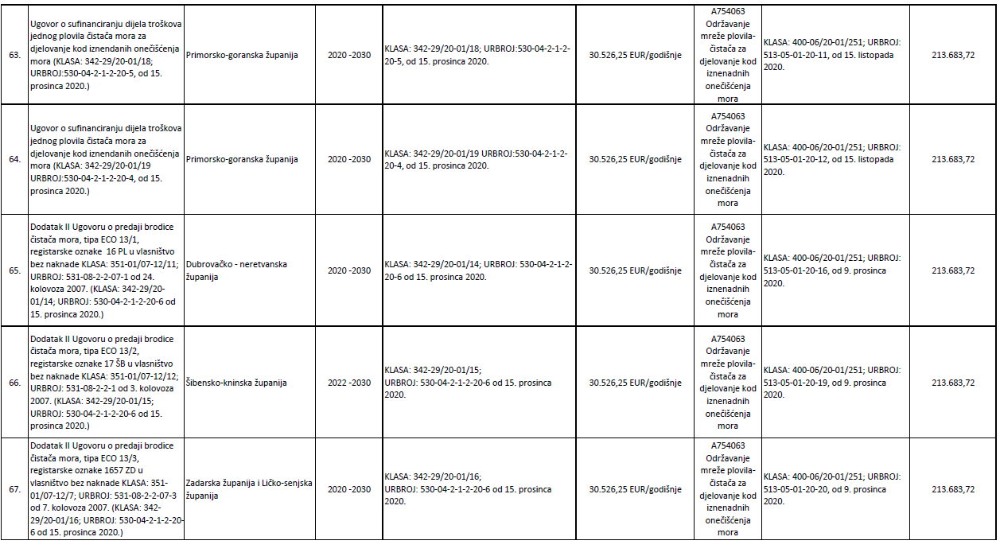 63.
Ugovor o sufinanciranju dijela troškova
jednog plovila čistača mora za
djelovanje kod iznendanih onečišćenja
mora (KLASA: 342-29/20-01/18;
URBROJ:530-04-2-1-2-20-5, od 15.
prosinca 2020.)
Primorsko-goranska županija
2020 -2030
KLASA: 342-29/20-01/18; URBROJ:530-04-2-1-2-
20-5, od 15. prosinca 2020.
30.526,25 EUR/godišnje
A754063
Održavanje
mreže plovila-
čistača za
djelovanje kod
iznenadnih
onečišćenja
mora
KLASA: 400-06/20-01/251; URBROJ:
513-05-01-20-11, od 15. listopada
2020.
213.683,72
64.
Ugovor o sufinanciranju dijela troškova
jednog plovila čistača mora za
djelovanje kod iznendanih onečišćenja
mora (KLASA: 342-29/20-01/19
URBROJ:530-04-2-1-2-20-4, od 15.
prosinca 2020.)
Primorsko-goranska županija
2020 -2030
KLASA: 342-29/20-01/19 URBROJ:530-04-2-1-2-
20-4, od 15. prosinca 2020.
30.526,25 EUR/godišnje
A754063
Održavanje
mreže plovila-
čistača za
djelovanje kod
iznenadnih
onečišćenja
mora
KLASA: 400-06/20-01/251; URBROJ:
513-05-01-20-12, od 15. listopada
2020.
213.683,72
65.
Dodatak II Ugovoru o predaji brodice
čistača mora, tipa ECO 13/1,
registarske oznake  16 PL u vlasništvo
bez naknade KLASA: 351-01/07-12/11;
URBROJ: 531-08-2-2-07-1 od 24.
kolovoza 2007. (KLASA: 342-29/20-
01/14; URBROJ: 530-04-2-1-2-20-6 od
15. prosinca 2020.)
Dubrovačko - neretvanska
županija
2020 -2030
KLASA: 342-29/20-01/14; URBROJ: 530-04-2-1-2-
20-6 od 15. prosinca 2020.
30.526,25 EUR/godišnje
A754063
Održavanje
mreže plovila-
čistača za
djelovanje kod
iznenadnih
onečišćenja
mora
KLASA: 400-06/20-01/251; URBROJ:
513-05-01-20-16, od 9. prosinca
2020.
213.683,72
66.
Dodatak II Ugovoru o predaji brodice
čistača mora, tipa ECO 13/2,
registarske oznake 17 ŠB u vlasništvo
bez naknade KLASA: 351-01/07-12/12;
URBROJ: 531-08-2-2-1 od 3. kolovoza
2007. (KLASA: 342-29/20-01/15;
URBROJ: 530-04-2-1-2-20-6 od 15.
prosinca 2020.)
Šibensko-kninska županija
2022 -2030
KLASA: 342-29/20-01/15;
URBROJ: 530-04-2-1-2-20-6 od 15. prosinca
2020.
30.526,25 EUR/godišnje
A754063
Održavanje
mreže plovila-
čistača za
djelovanje kod
iznenadnih
onečišćenja
mora
KLASA: 400-06/20-01/251; URBROJ:
513-05-01-20-19, od 9. prosinca
2020.
213.683,72
67.
Dodatak II Ugovoru o predaji brodice
čistača mora, tipa ECO 13/3,
registarske oznake 1657 ZD u
vlasništvo bez naknade KLASA: 351-
01/07-12/7; URBROJ: 531-08-2-2-07-3
od 7. kolovoza 2007. (KLASA: 342-
29/20-01/16; URBROJ: 530-04-2-1-2-20-
6 od 15. prosinca 2020.)
Zadarska županija i Ličko-senjska
županija
2020 -2030
KLASA: 342-29/20-01/16;
URBROJ: 530-04-2-1-2-20-6 od 15. prosinca
2020.
30.526,25 EUR/godišnje
A754063
Održavanje
mreže plovila-
čistača za
djelovanje kod
iznenadnih
onečišćenja
mora
KLASA: 400-06/20-01/251; URBROJ:
513-05-01-20-20, od 9. prosinca
2020.
213.683,72